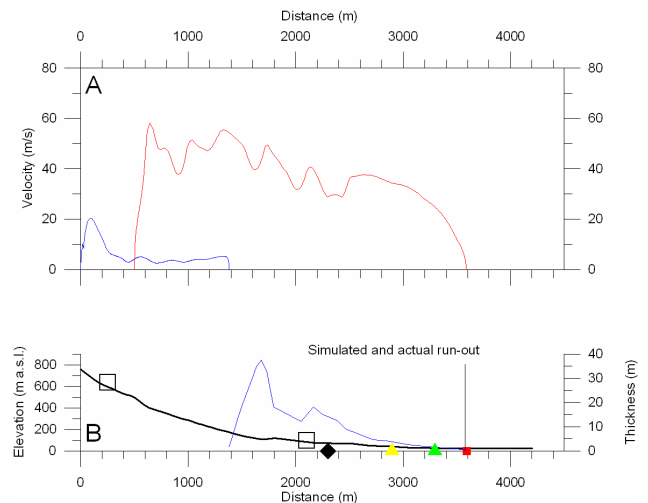 Distance (m)
0 1000 2000 3000 4000
80 80
A
60 60
Velocity (m/s)
40 40
20 20
0 0
Simulated and actual run-out
Elevation (m a.s.l.)
Thickness (m)
800 40
600 30
400 20
200 10
0 0
B
0 1000 2000 3000 4000
Distance (m)